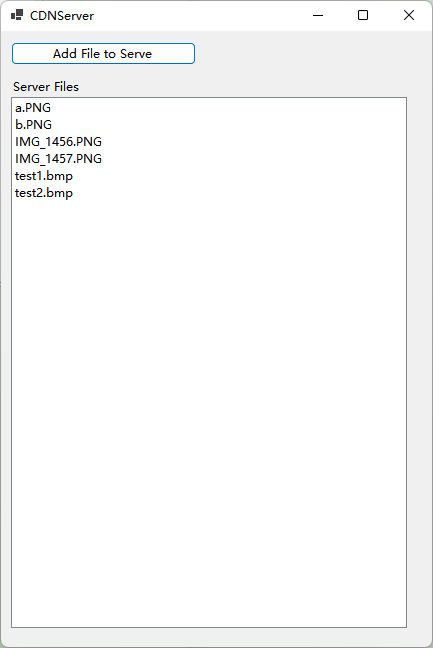 CDNServer
Add File to Serve
Server Files
a.PNG
b.PNG
IMG_1456.PNG
IMG_1457.PNG
test1.bmp
test2.bmp